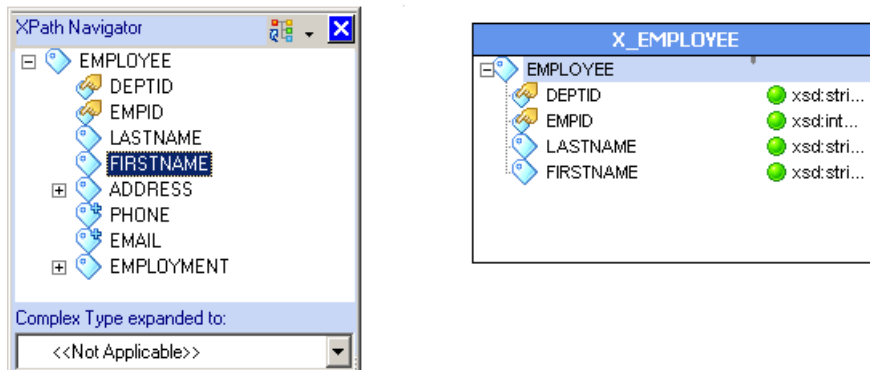 XPath Navigator
EMPLOYEE
DEPTID
EMPID
LASTNAME
FIRSTNAME
ADDRESS
PHONE
EMAIL
EMPLOYMENT
Complex Type expanded to:
<<Not Applicable>>
X_EMPLOYEE
EMPLOYEE
DEPTID xsd:stri...
EMPID xsd:int...
LASTNAME xsd:stri...
FIRSTNAME xsd:stri...